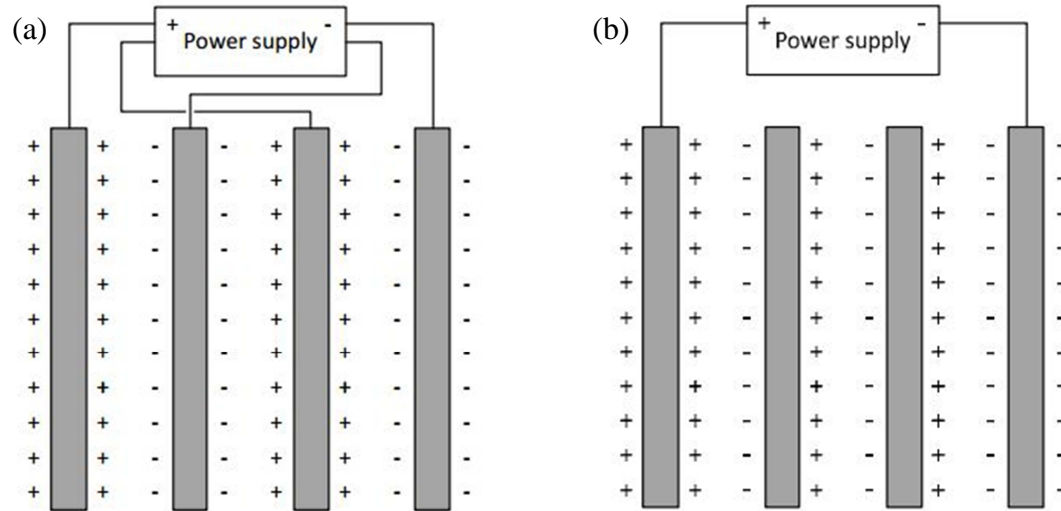 (a)
+ -
Power supply
+ + - - + + - -
+ + - - + + - -
+ + - - + + - -
+ + - - + + - -
+ + - - + + - -
+ + - - + + - -
+ + - - + + - -
+ + - - + + - -
+ + - - + + - -
+ + - - + + - -
+ + - - + + - -
(b)
+ -
Power supply
+ + - + - + - -
+ + - + - + - -
+ + - + - + - -
+ + - + - + - -
+ + - + - + - -
+ + - + - + - -
+ + - + - + - -
+ + - + - + - -
+ + - + - + - -
+ + - + - + - -
+ + - + - + - -